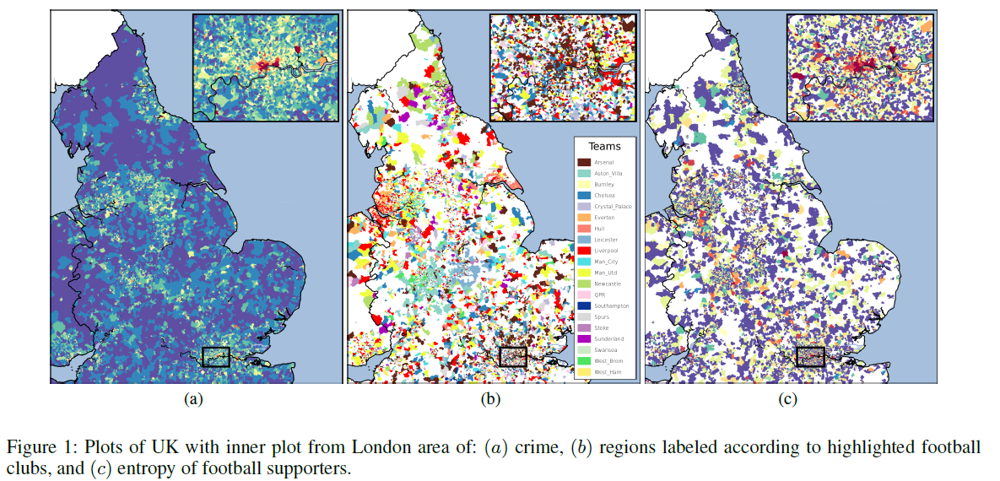 Teams
Arsenal
Aston_Villa
Burnley
Chelsea
Crystal_Palace
Everton
Hull
Leicester
Liverpool
Man_City
Man_Utd
Newcastle
QPR
Southampton
Spurs
Stoke
Sunderland
Swansea
West_Brom
West_Ham
(a)
(b)
(c)
Figure 1: Plots of UK with inner plot from London area of: (a) crime, (b) regions labeled according to highlighted football
clubs, and (c) entropy of football supporters.